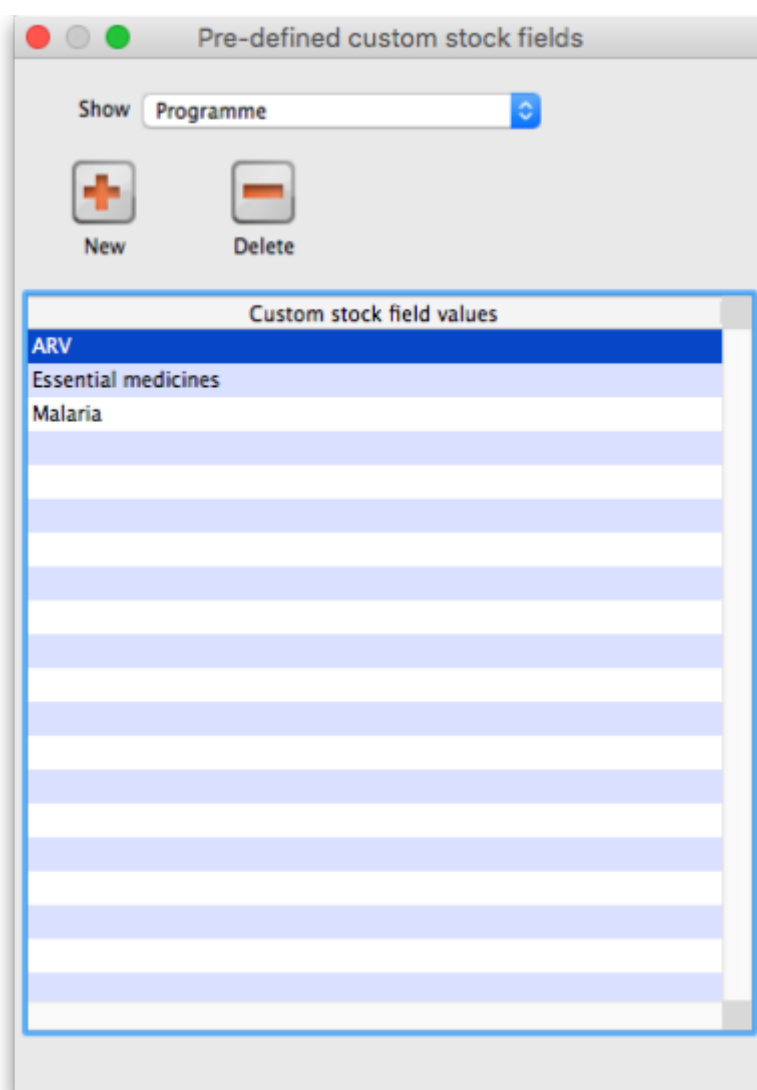 Pre-defined custom stock fields
Show Programme
New Delete
Custom stock field values
ARV
Essential medicines
Malaria